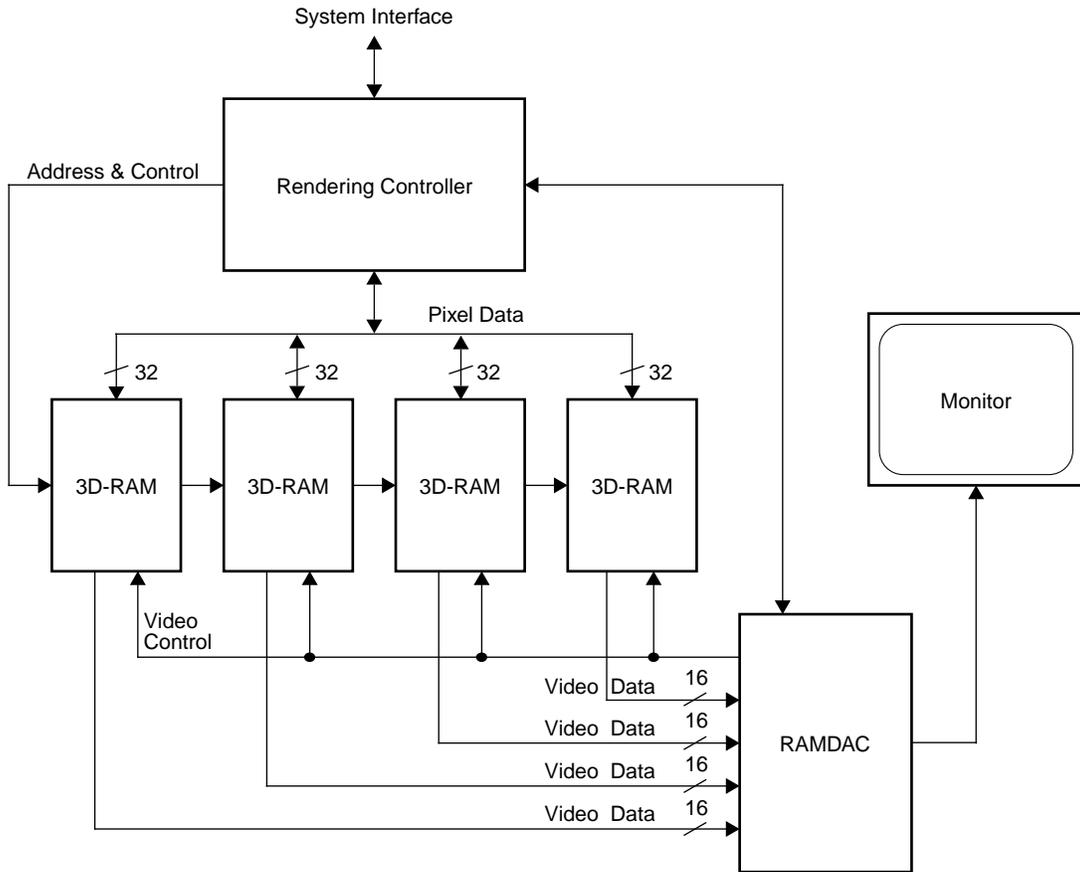 System Interface
Address & Control
Rendering Controller
Pixel Data
32
32
32
32
Monitor
3D-RAM
3D-RAM
3D-RAM
3D-RAM
Video
Control
Video Data
16
Video Data
16
RAMDAC
Video Data
16
Video Data
16